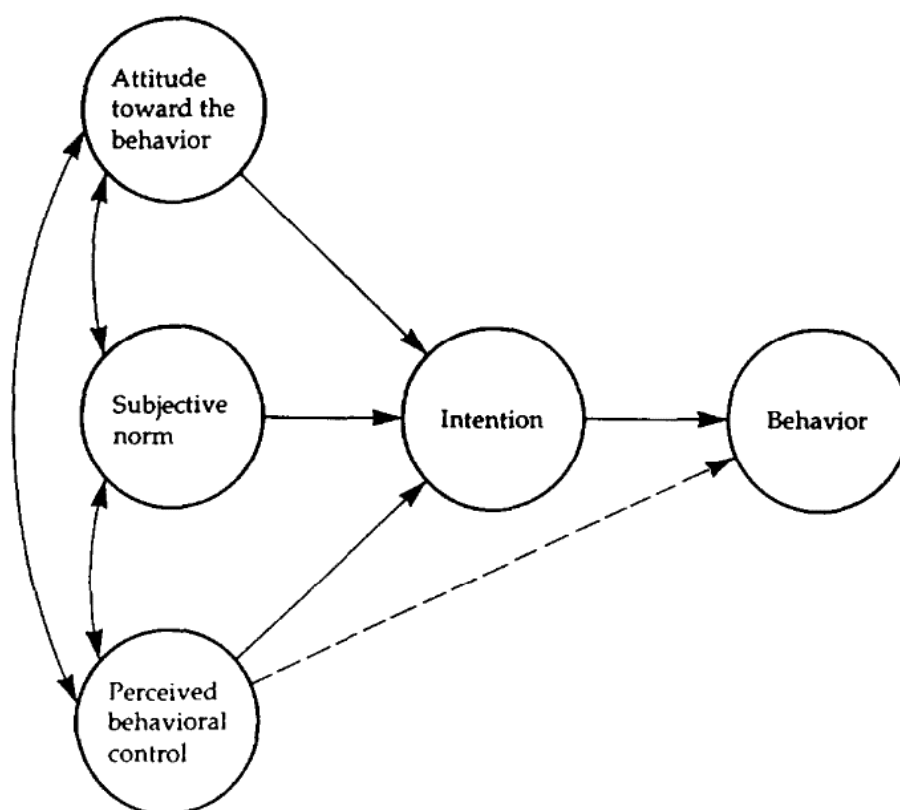 Attitude
toward the
behavior
Subjective
norm
Intention
Behavior
Perceived
behavioral
control